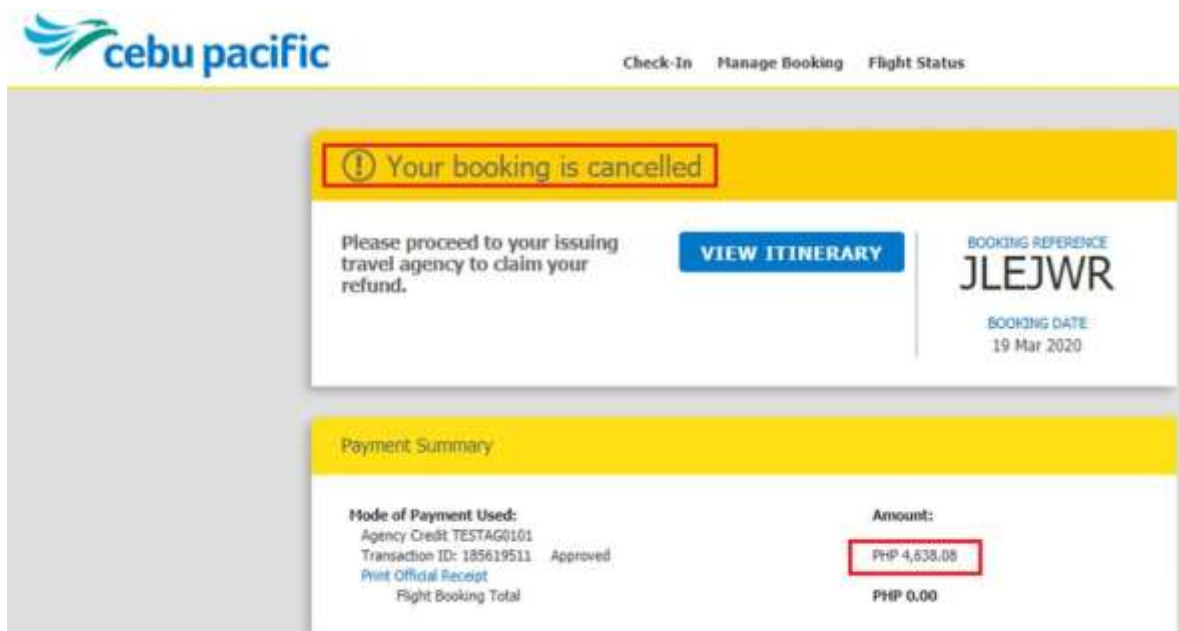 cebu pacific
Check-In Manage Booking Flight Status
Your booking is cancelled
Please proceed to your issuing
travel agency to claim your
refund.
VIEW ITINERARY
BOOKING REFERENCE
JLEJWR
BOOKING DATE
19 Mar 2020
Payment Summary
Mode of Payment Used: Amount:
Agency Credit TESTAG0101
Transaction ID: 185619511 Approved PHP 4,638.08
Print Official Receipt
Flight Booking Total PHP 0.00